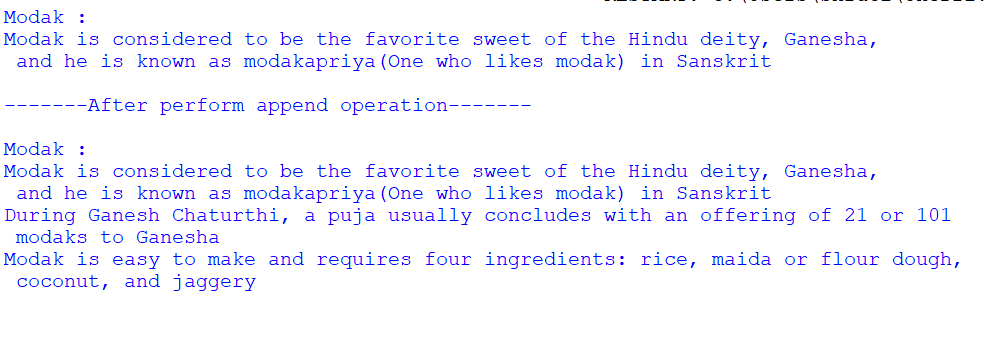 Modak :
Modak is considered to be the favorite sweet of the Hindu deity, Ganesha,
 and he is known as modakapriya(One who likes modak) in Sanskrit

-------After perform append operation-------

Modak :
Modak is considered to be the favorite sweet of the Hindu deity, Ganesha,
 and he is known as modakapriya(One who likes modak) in Sanskrit
During Ganesh Chaturthi, a puja usually concludes with an offering of 21 or 101
 modaks to Ganesha
Modak is easy to make and requires four ingredients: rice, maida or flour dough,
 coconut, and jaggery